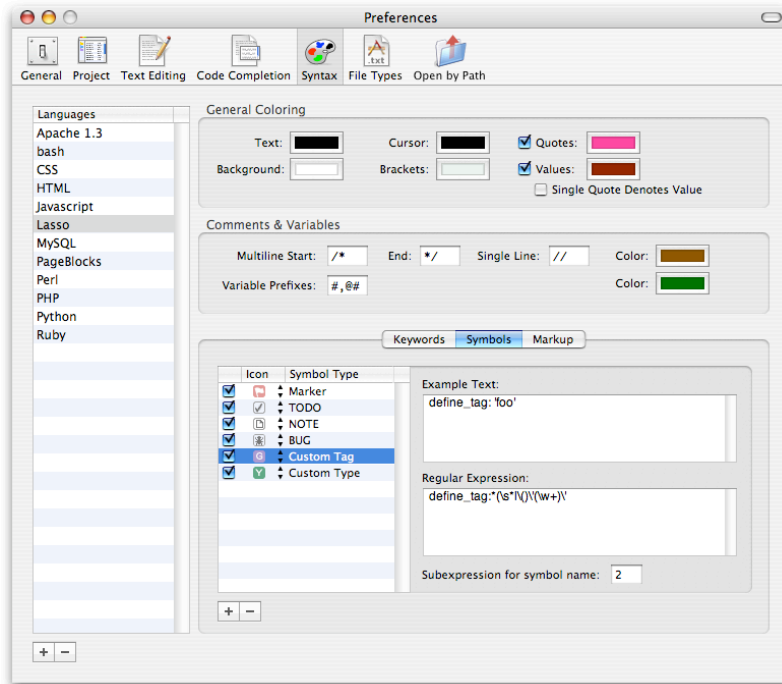 Preferences
.txt
General Project Text Editing Code Completion Syntax File Types Open by Path
Languages
Apache 1.3
bash
CSS
HTML
Javascript
Lasso
MySQL
PageBlocks
Perl
PHP
Python
Ruby
General Coloring
Text: Cursor: Quotes:
Background: Brackets: Values:
Single Quote Denotes Value
Comments & Variables
Multiline Start: /* End: */ Single Line: // Color:
Variable Prefixes: #,@# Color:
Keywords Symbols Markup
Icon Symbol Type
Marker
TODO
NOTE
BUG
G Custom Tag
Y Custom Type
Example Text:
define_tag: 'foo'
Regular Expression:
define_tag:*(\s*|\()\'(\w+)\'
Subexpression for symbol name: 2
+ −
+ −